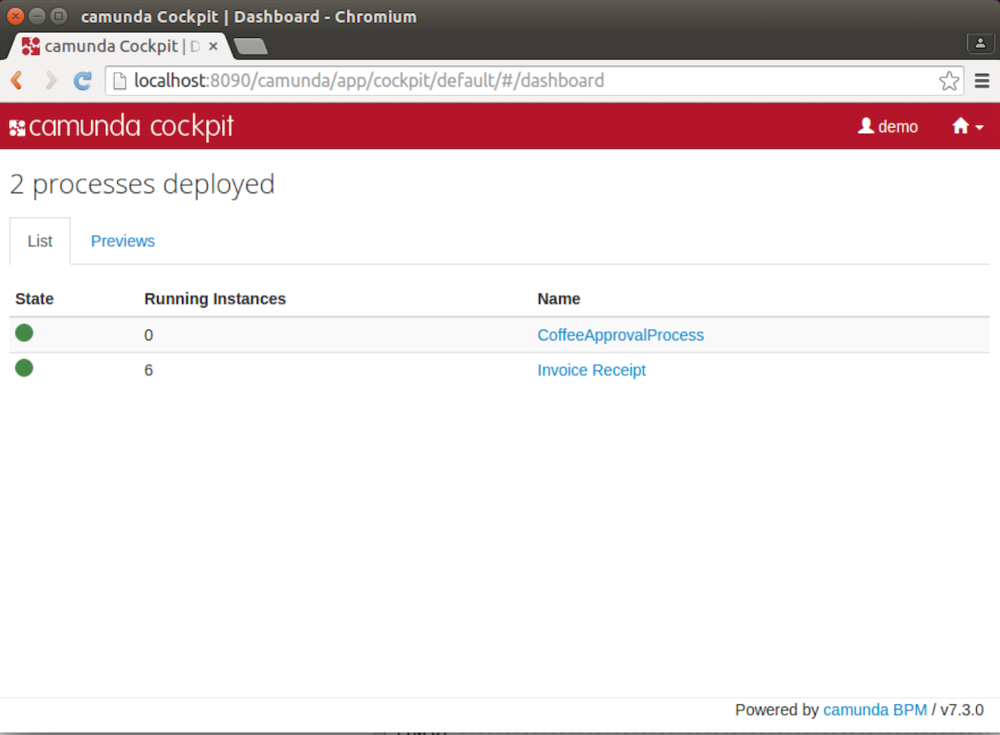 camunda Cockpit | Dashboard - Chromium
camunda Cockpit | D
localhost:8090/camunda/app/cockpit/default/#/dashboard
camunda cockpit demo
2 processes deployed
List Previews
State Running Instances Name
0 CoffeeApprovalProcess
6 Invoice Receipt
Powered by camunda BPM / v7.3.0